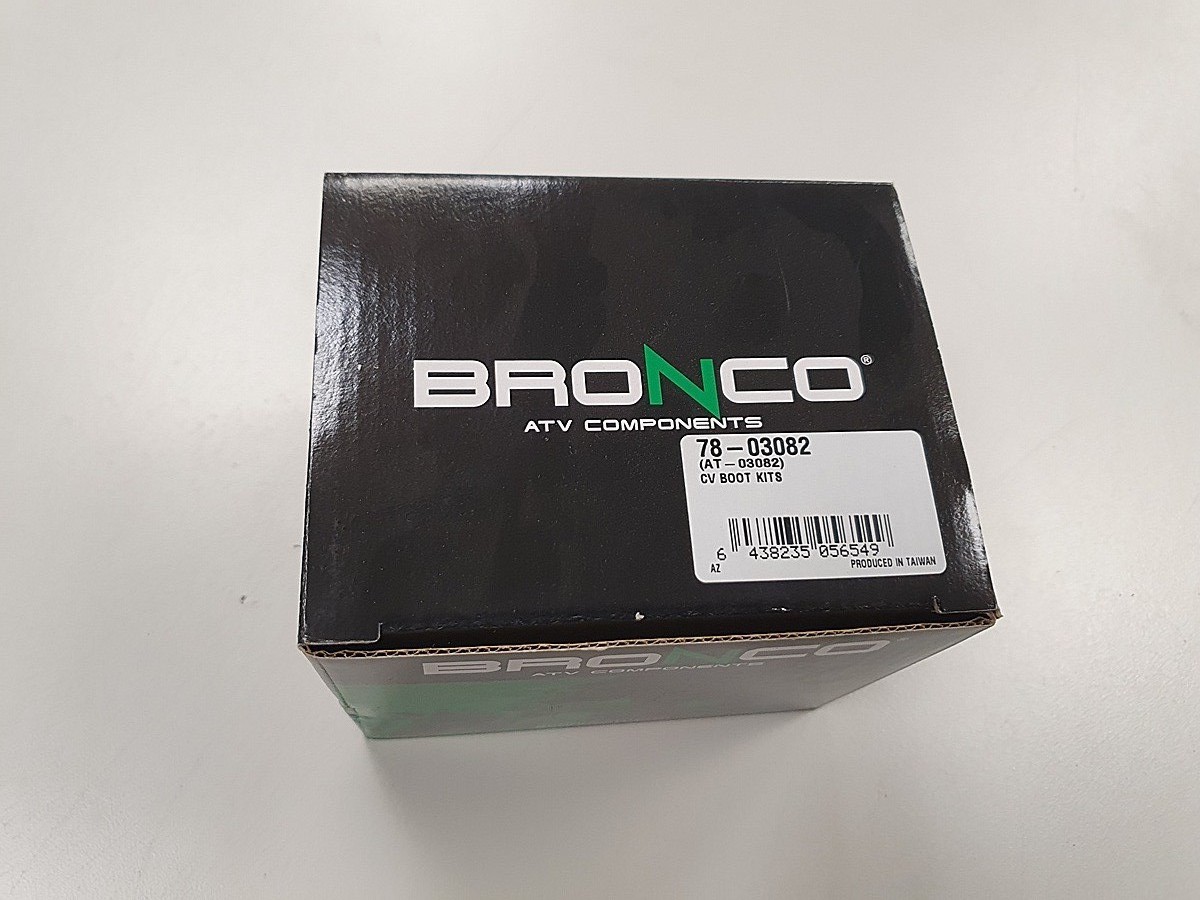 BRONCO®
ATV COMPONENTS
78-03082
(AT-03082)
CV BOOT KITS
6 438235 056549
AZ PRODUCED IN TAIWAN
BRONCO®
ATV COMPONENTS